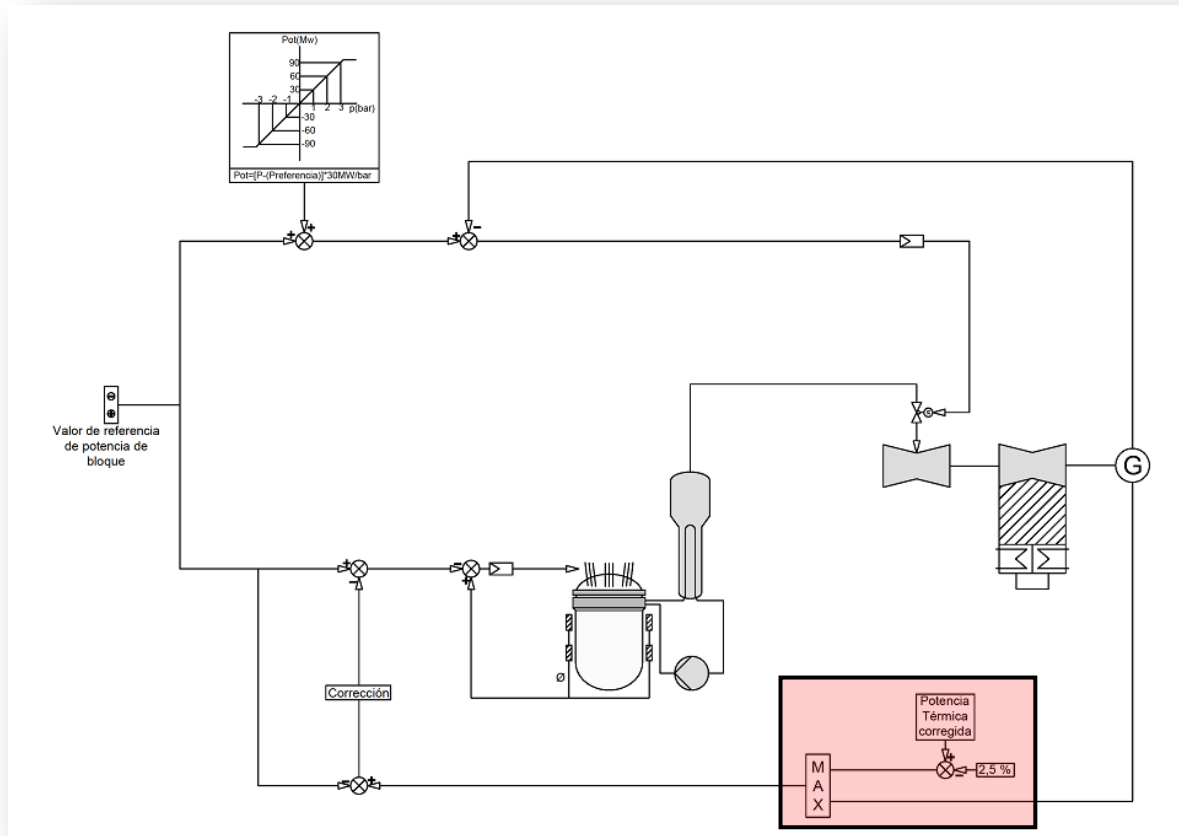 Pot(Mw)
90
60
30
-3 -2 -1
1 2 3 p(bar)
-30
-60
-90
Pot=[P-(Preferencia)]*30MW/bar
+ +
+ -
Valor de referencia
de potencia de
bloque
G
+ -
- +
Ø
Corrección
Potencia
Térmica
corregida
+
- 2,5 %
M
A
X
- +